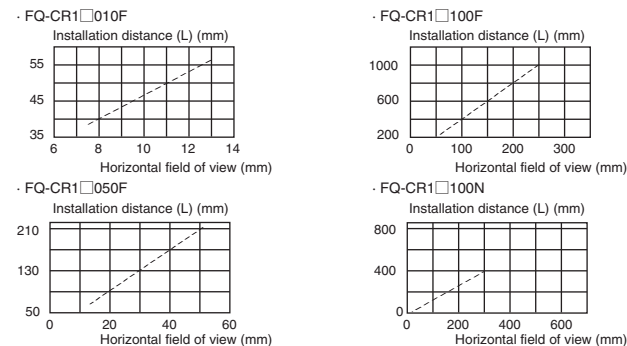 · FQ-CR1□010F
Installation distance (L) (mm)
55
45
35
6 8 10 12 14
Horizontal field of view (mm)
· FQ-CR1□100F
Installation distance (L) (mm)
1000
600
200
0 100 200 300
Horizontal field of view (mm)
· FQ-CR1□050F
Installation distance (L) (mm)
210
130
50
0 20 40 60
Horizontal field of view (mm)
· FQ-CR1□100N
Installation distance (L) (mm)
800
400
0
0 200 400 600
Horizontal field of view (mm)